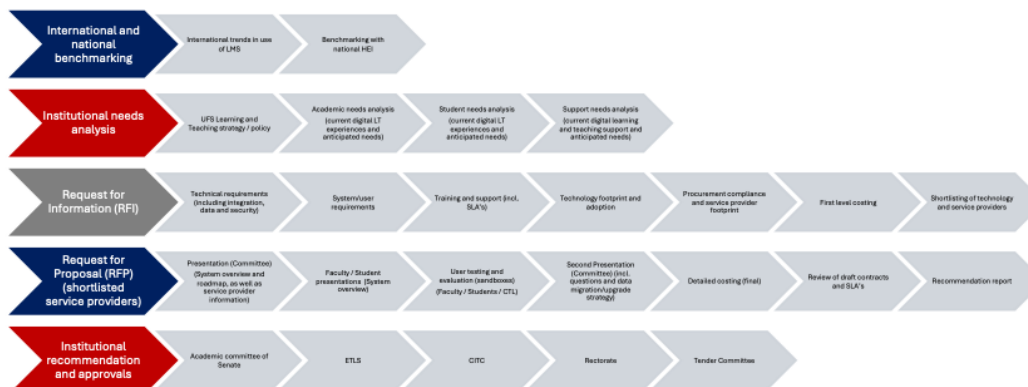 International and
national
benchmarking
International trends in use
of LMS
Benchmarking with
national HEI
Institutional needs
analysis
UFS Learning and
Teaching strategy / policy
Academic needs analysis
(current digital LT
experiences and
anticipated needs)
Student needs analysis
(current digital LT
experiences and
anticipated needs)
Support needs analysis
(current digital learning
and teaching support and
anticipated needs)
Request for
Information (RFI)
Technical requirements
(including integration,
data and security)
System/user
requirements
Training and support (incl.
SLA's)
Technology footprint and
adoption
Procurement compliance
and service provider
footprint
First level costing
Shortlisting of technology
and service providers
Request for
Proposal (RFP)
(shortlisted
service providers)
Presentation (Committee)
(System overview and
roadmap, as well as
service provider
information)
Faculty / Student
presentations (System
overview)
User testing and
evaluation (sandboxes)
(Faculty / Students / CTL)
Second Presentation
(Committee) (incl.
questions and data
migration/upgrade
strategy)
Detailed costing (final)
Review of draft contracts
and SLA's
Recommendation report
Institutional
recommendation
and approvals
Academic committee of
Senate
ETLS
CITC
Rectorate
Tender Committee